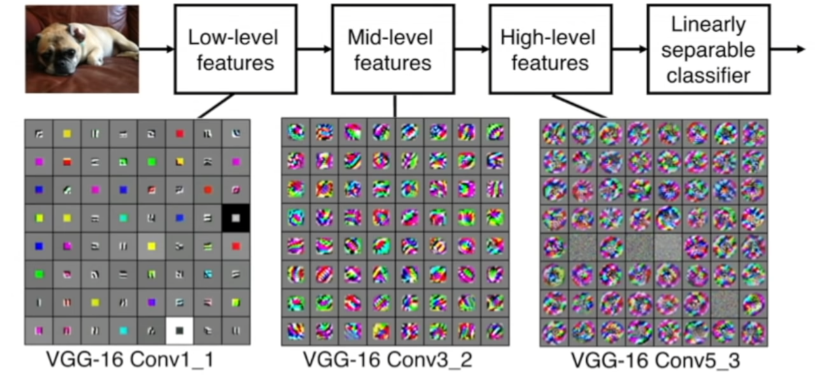 Low-level
features
Mid-level
features
High-level
features
Linearly
separable
classifier
VGG-16 Conv1_1
VGG-16 Conv3_2
VGG-16 Conv5_3